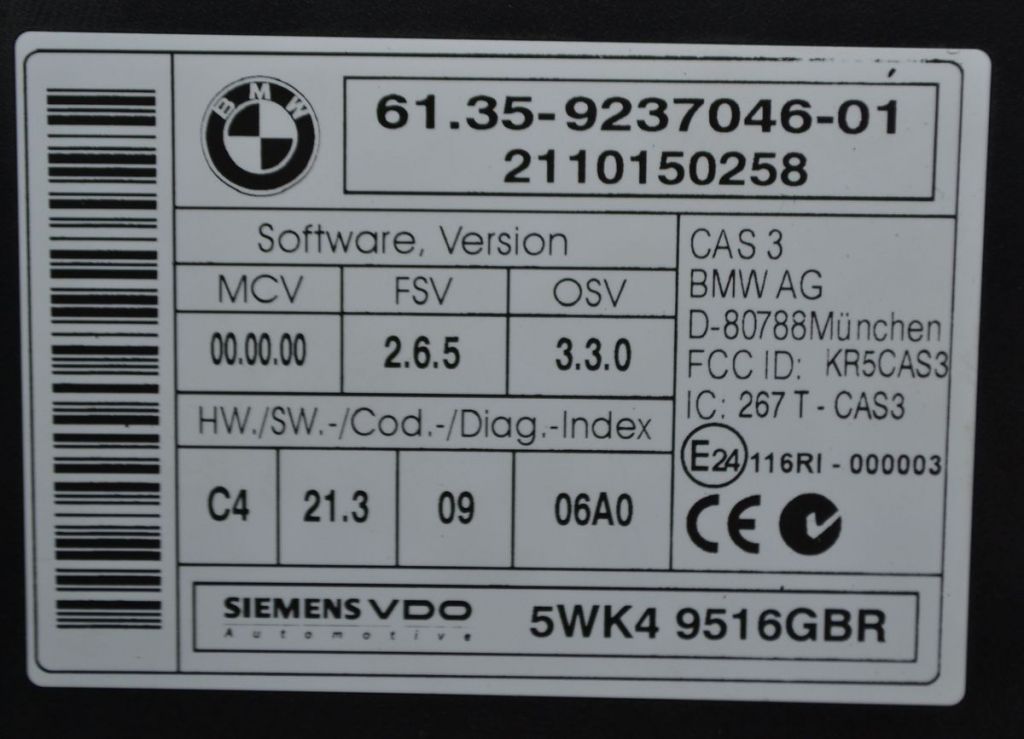 BMW
61.35-9237046-01
2110150258
Software, Version
MCV FSV OSV
00.00.00 2.6.5 3.3.0
HW./SW.-/Cod.-/Diag.-Index
C4 21.3 09 06A0
CAS 3
BMW AG
D-80788München
FCC ID: KR5CAS3
IC: 267 T - CAS3
E24 116RI - 000003
CE
SIEMENS VDO
Automotive
5WK4 9516GBR